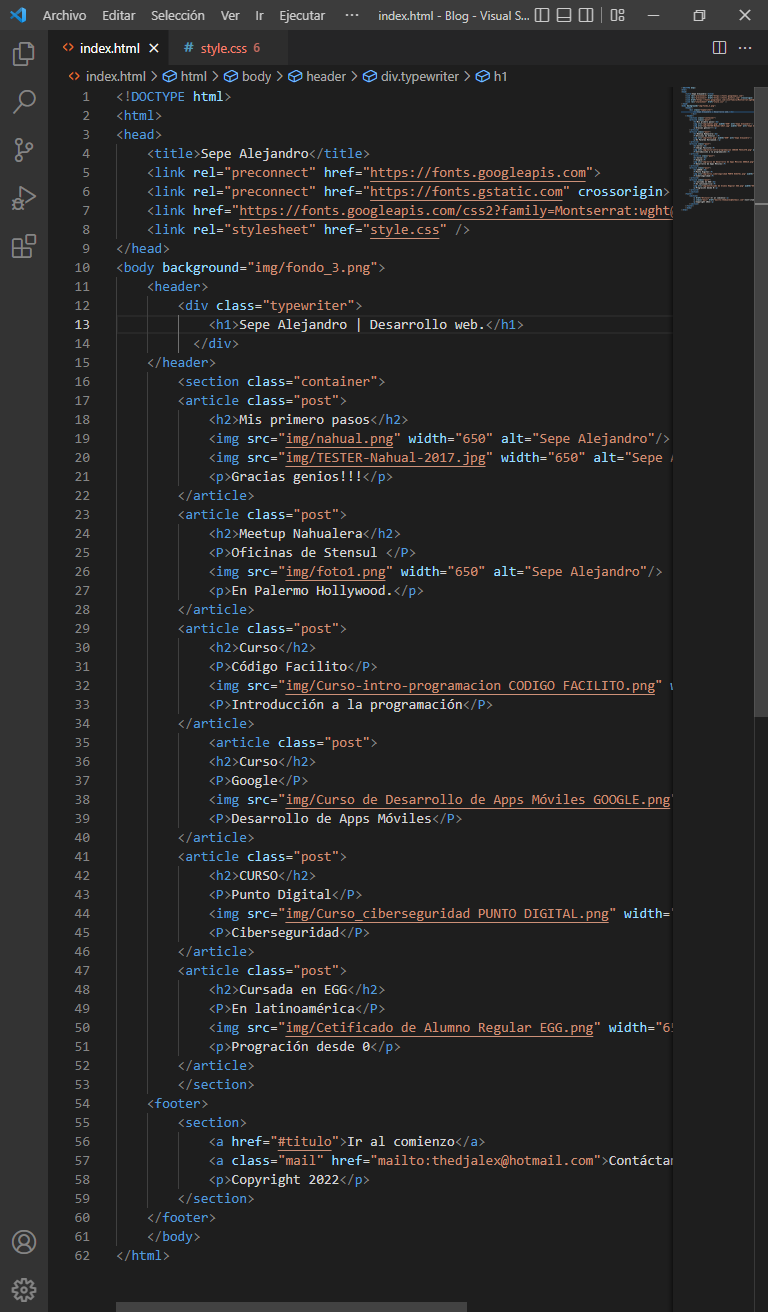 Archivo Editar Selección Ver Ir Ejecutar ··· index.html - Blog - Visual S...
index.html style.css 6
index.html > html > body > header > div.typewriter > h1
1 <!DOCTYPE html>
2 <html>
3 <head>
4 <title>Sepe Alejandro</title>
5 <link rel="preconnect" href="https://fonts.googleapis.com">
6 <link rel="preconnect" href="https://fonts.gstatic.com" crossorigin>
7 <link href="https://fonts.googleapis.com/css2?family=Montserrat:wght@
8 <link rel="stylesheet" href="style.css" />
9 </head>
10 <body background="img/fondo_3.png">
11 <header>
12 <div class="typewriter">
13 <h1>Sepe Alejandro | Desarrollo web.</h1>
14 </div>
15 </header>
16 <section class="container">
17 <article class="post">
18 <h2>Mis primero pasos</h2>
19 <img src="img/nahual.png" width="650" alt="Sepe Alejandro"/>
20 <img src="img/TESTER-Nahual-2017.jpg" width="650" alt="Sepe
21 <p>Gracias genios!!!</p>
22 </article>
23 <article class="post">
24 <h2>Meetup Nahualera</h2>
25 <P>Oficinas de Stensul </P>
26 <img src="img/foto1.png" width="650" alt="Sepe Alejandro"/>
27 <p>En Palermo Hollywood.</p>
28 </article>
29 <article class="post">
30 <h2>Curso</h2>
31 <P>Código Facilito</P>
32 <img src="img/Curso-intro-programacion CODIGO FACILITO.png"
33 <P>Introducción a la programación</P>
34 </article>
35 <article class="post">
36 <h2>Curso</h2>
37 <P>Google</P>
38 <img src="img/Curso de Desarrollo de Apps Móviles GOOGLE.png"
39 <P>Desarrollo de Apps Móviles</P>
40 </article>
41 <article class="post">
42 <h2>CURSO</h2>
43 <P>Punto Digital</P>
44 <img src="img/Curso_ciberseguridad PUNTO DIGITAL.png" width="
45 <P>Ciberseguridad</P>
46 </article>
47 <article class="post">
48 <h2>Cursada en EGG</h2>
49 <P>En latinoamérica</P>
50 <img src="img/Cetificado de Alumno Regular EGG.png" width="65
51 <p>Progración desde 0</p>
52 </article>
53 </section>
54 <footer>
55 <section>
56 <a href="#titulo">Ir al comienzo</a>
57 <a class="mail" href="mailto:thedjalex@hotmail.com">Contáctan
58 <p>Copyright 2022</p>
59 </section>
60 </footer>
61 </body>
62 </html>